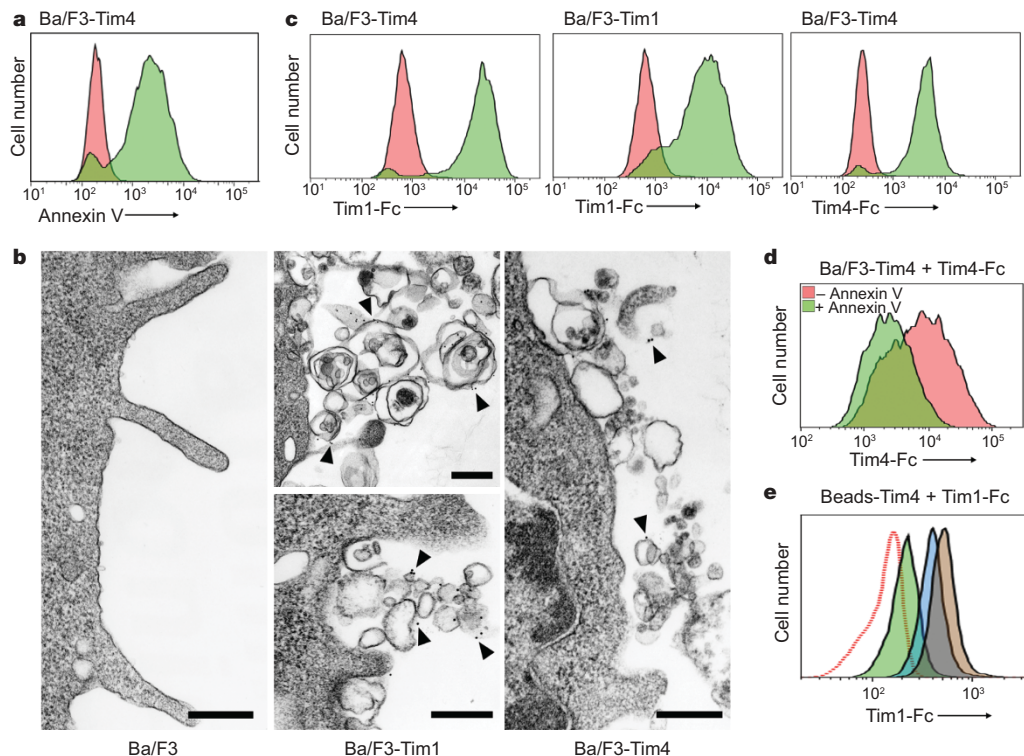 a Ba/F3-Tim4
Cell number
10¹ 10² 10³ 10⁴ 10⁵
Annexin V
c Ba/F3-Tim4 Ba/F3-Tim1 Ba/F3-Tim4
Cell number
10¹ 10² 10³ 10⁴ 10⁵ 10¹ 10² 10³ 10⁴ 10⁵ 10¹ 10² 10³ 10⁴ 10⁵
Tim1-Fc Tim1-Fc Tim4-Fc
b
Ba/F3 Ba/F3-Tim1 Ba/F3-Tim4
d
Ba/F3-Tim4 + Tim4-Fc
– Annexin V
+ Annexin V
Cell number
10² 10³ 10⁴ 10⁵
Tim4-Fc
e
Beads-Tim4 + Tim1-Fc
Cell number
10² 10³
Tim1-Fc